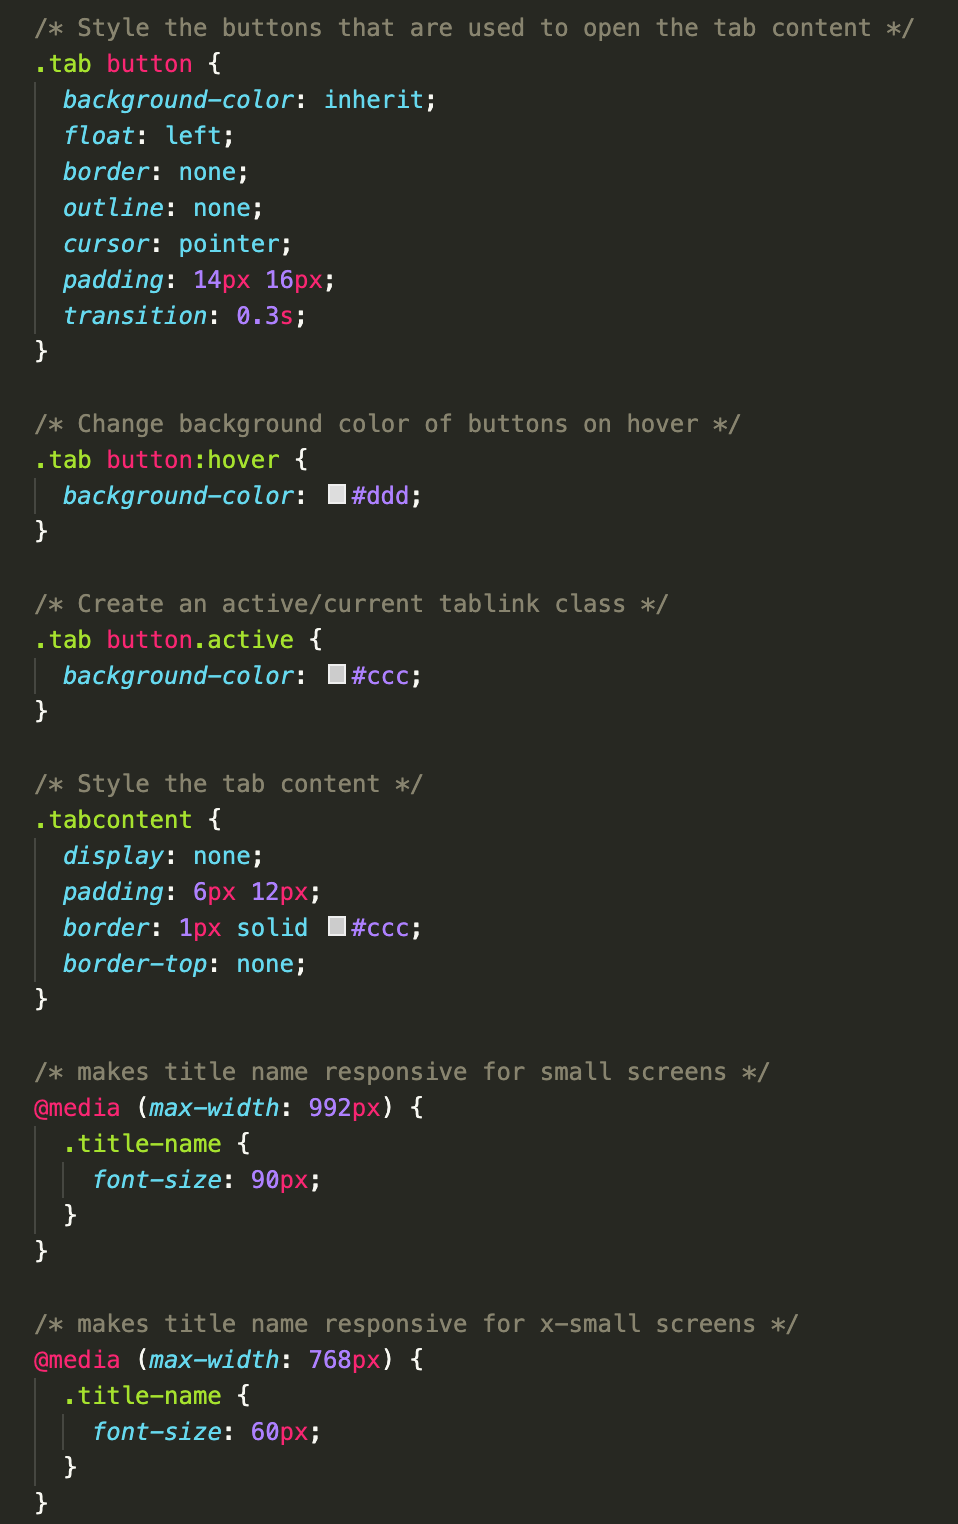 /* Style the buttons that are used to open the tab content */
.tab button {
  background-color: inherit;
  float: left;
  border: none;
  outline: none;
  cursor: pointer;
  padding: 14px 16px;
  transition: 0.3s;
}

/* Change background color of buttons on hover */
.tab button:hover {
  background-color: #ddd;
}

/* Create an active/current tablink class */
.tab button.active {
  background-color: #ccc;
}

/* Style the tab content */
.tabcontent {
  display: none;
  padding: 6px 12px;
  border: 1px solid #ccc;
  border-top: none;
}

/* makes title name responsive for small screens */
@media (max-width: 992px) {
  .title-name {
    font-size: 90px;
  }
}

/* makes title name responsive for x-small screens */
@media (max-width: 768px) {
  .title-name {
    font-size: 60px;
  }
}